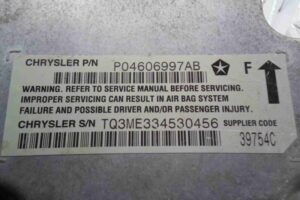 CHRYSLER P/N P04606997AB F
WARNING. REFER TO SERVICE MANUAL BEFORE SERVICING.
IMPROPER SERVICING CAN RESULT IN AIR BAG SYSTEM
FAILURE AND POSSIBLE DRIVER AND/OR PASSENGER INJURY.
CHRYSLER S/N TQ3ME334530456 SUPPLIER CODE
39754C